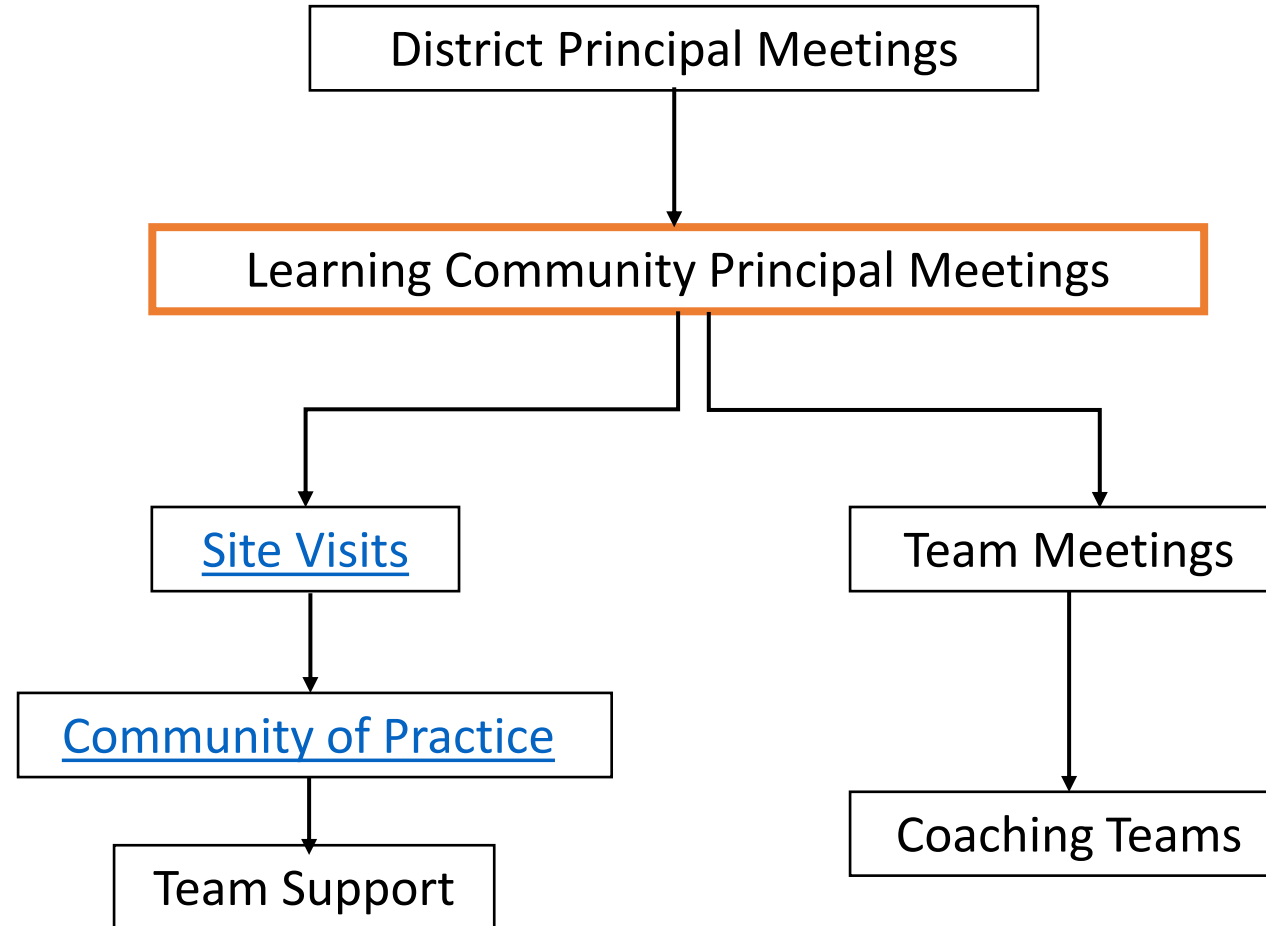 District Principal Meetings
Learning Community Principal Meetings
Site Visits
Team Meetings
Community of Practice
Coaching Teams
Team Support